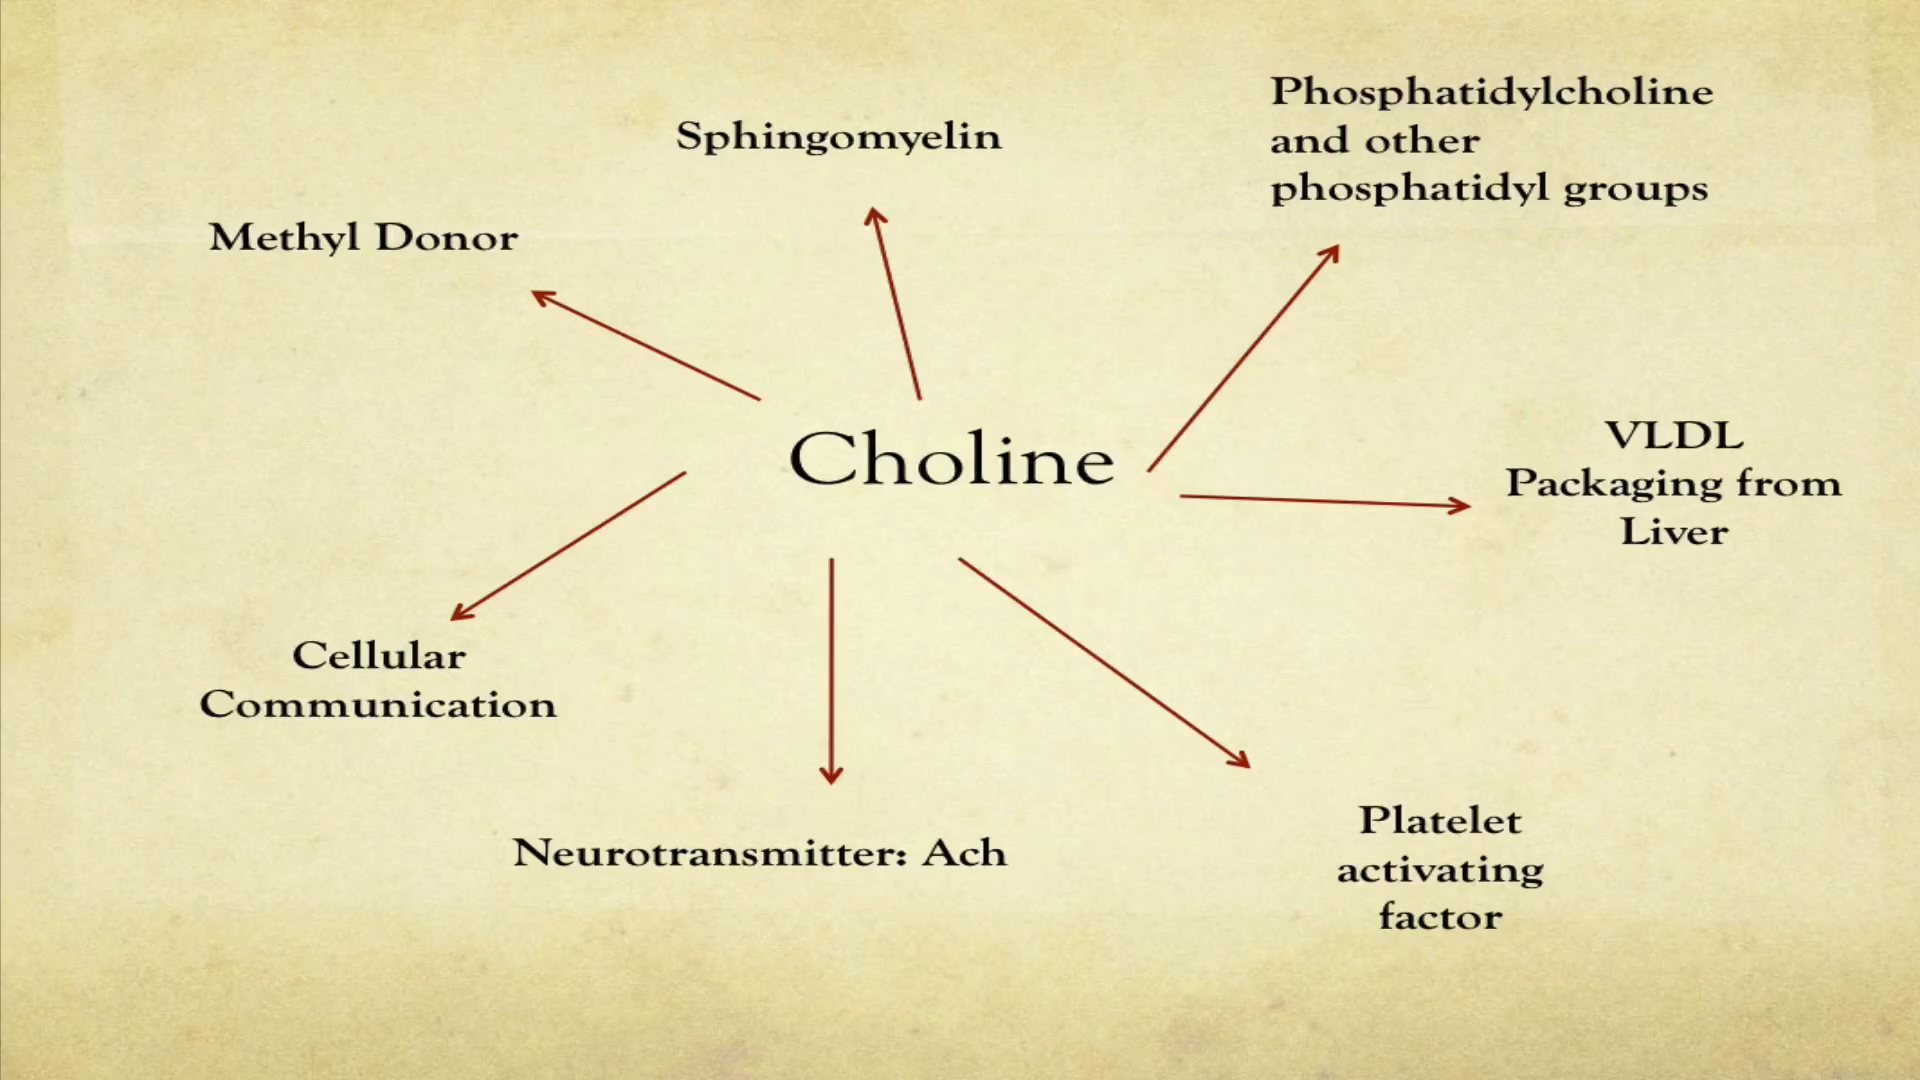 Phosphatidylcholine
and other
phosphatidyl groups
Sphingomyelin
Methyl Donor
Choline
VLDL
Packaging from
Liver
Cellular
Communication
Neurotransmitter: Ach
Platelet
activating
factor